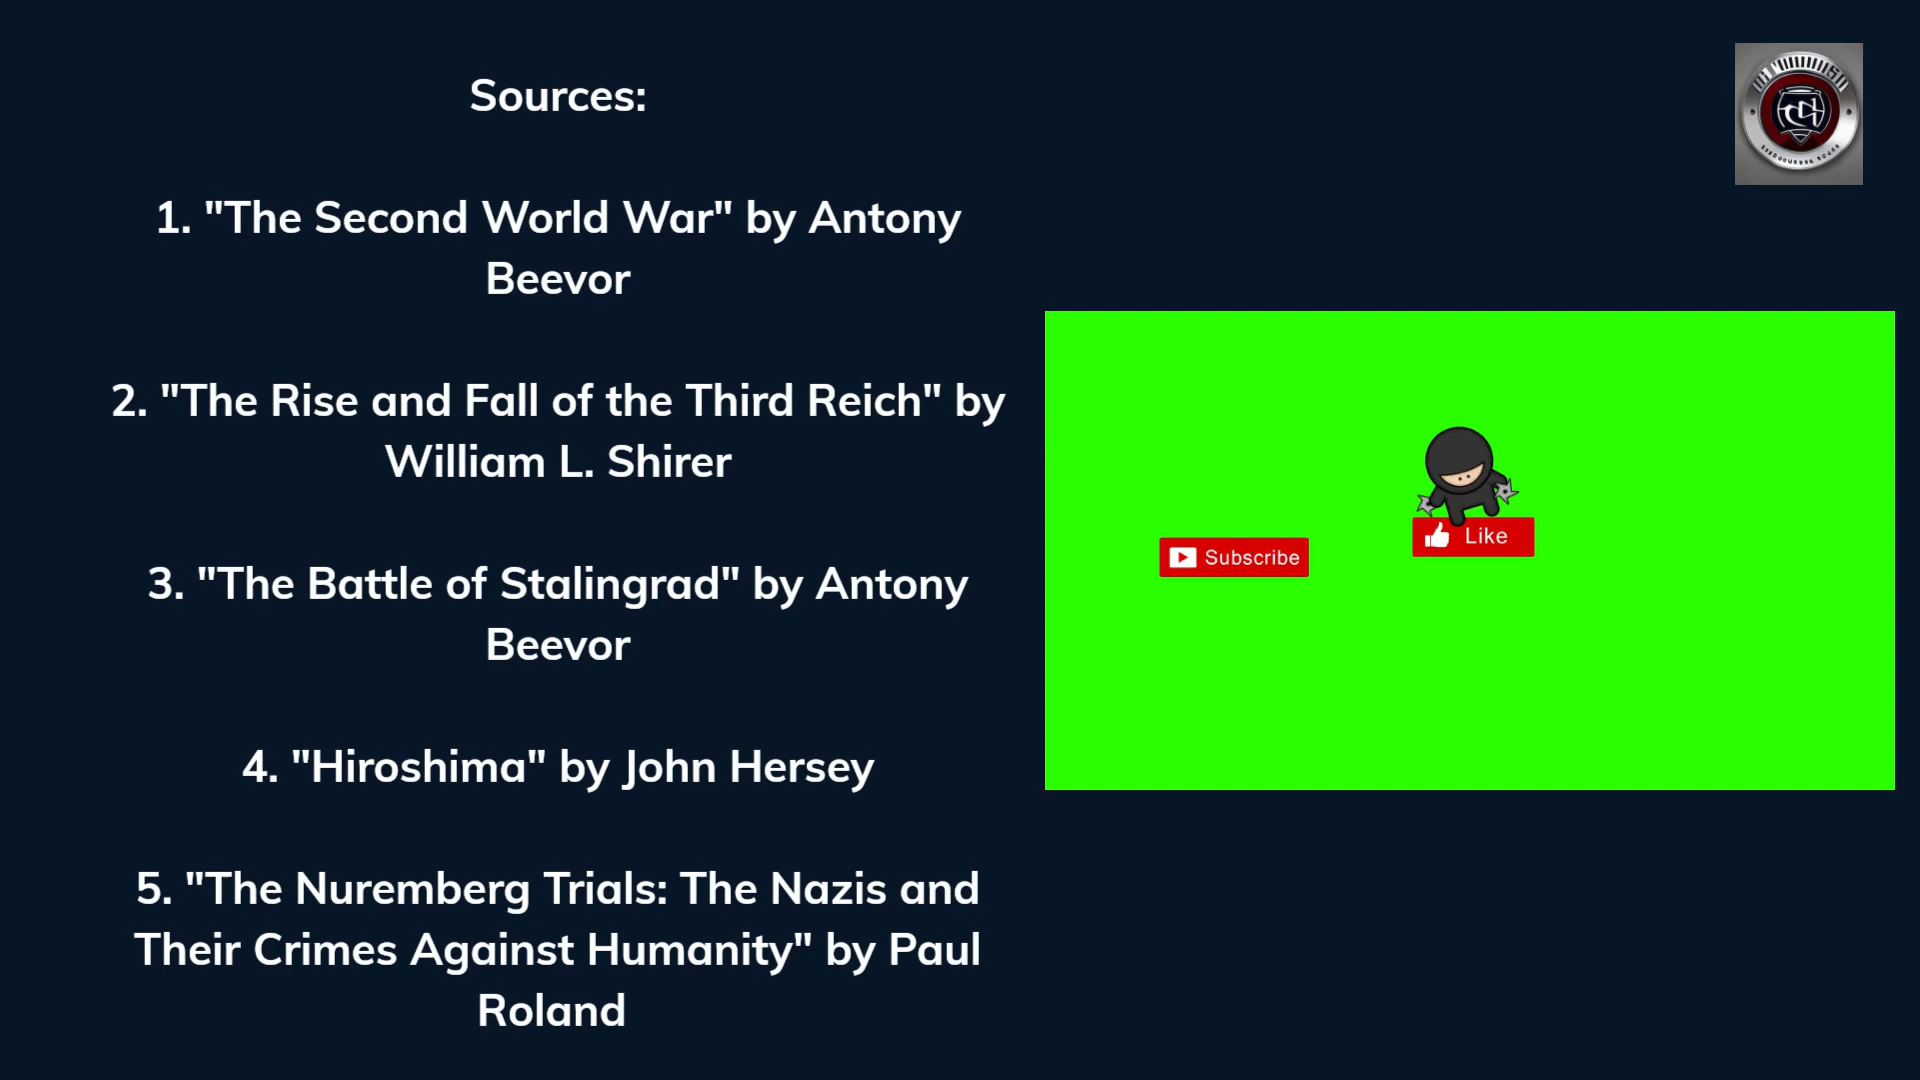 Sources:
1. "The Second World War" by Antony
Beevor
2. "The Rise and Fall of the Third Reich" by
William L. Shirer
3. "The Battle of Stalingrad" by Antony
Beevor
4. "Hiroshima" by John Hersey
5. "The Nuremberg Trials: The Nazis and
Their Crimes Against Humanity" by Paul
Roland
Subscribe
Like